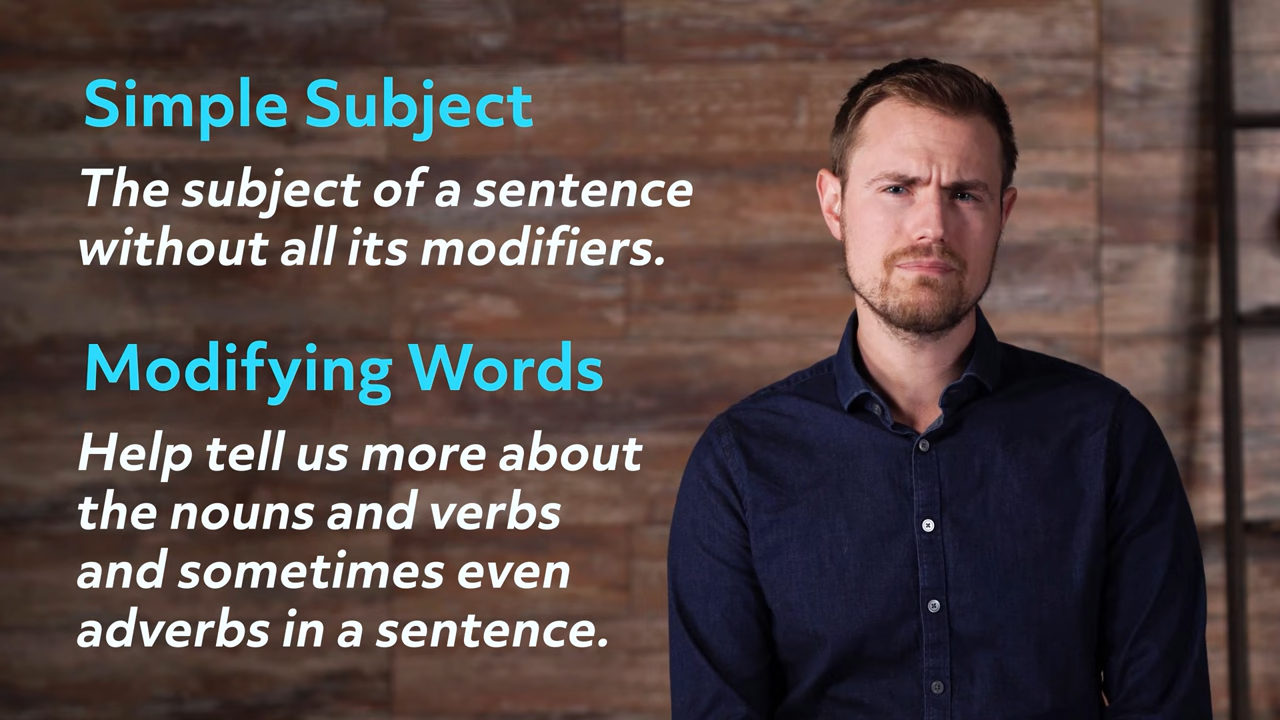 Simple Subject
The subject of a sentence
without all its modifiers.
Modifying Words
Help tell us more about
the nouns and verbs
and sometimes even
adverbs in a sentence.